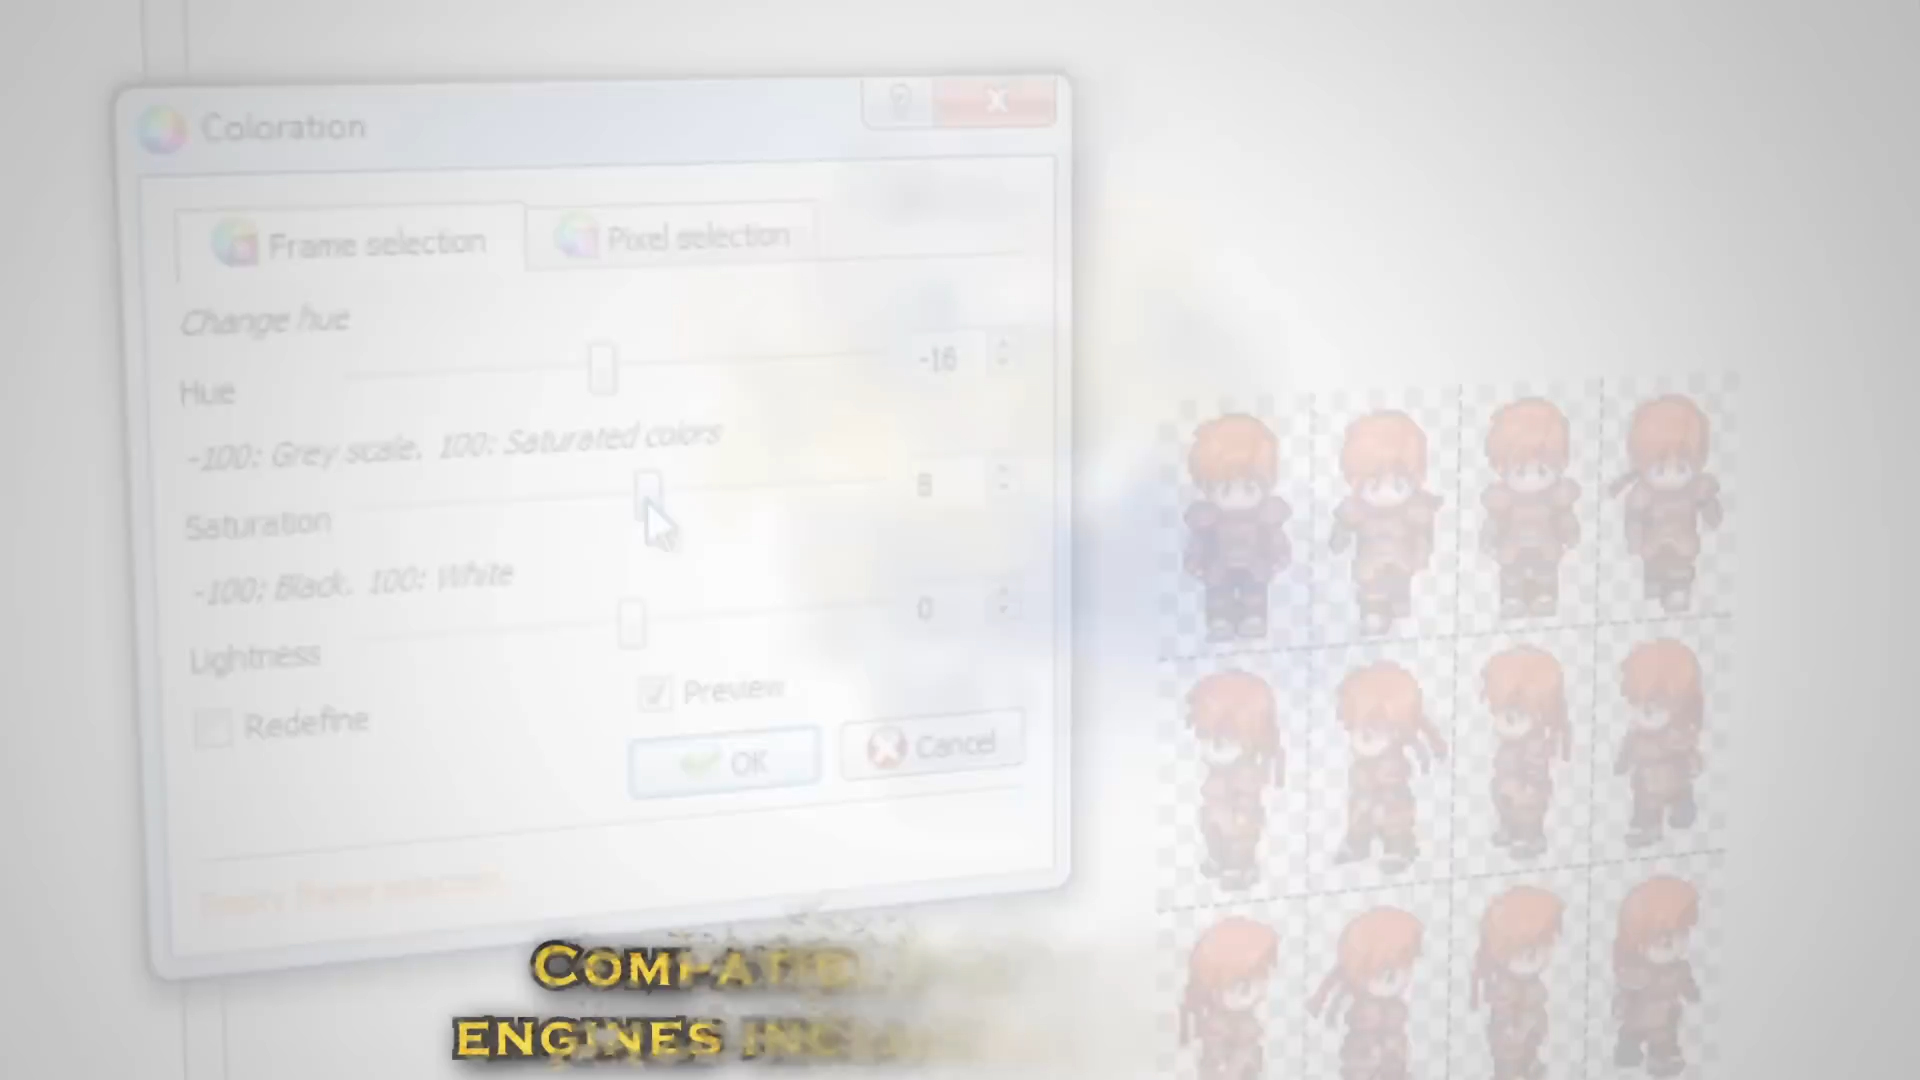 Coloration
Frame selection
Pixel selection
Change hue
Hue
-16
-100: Grey scale. 100: Saturated colors
Saturation
8
-100: Black. 100: White
Lightness
0
Redefine
Preview
OK
Cancel
ENGINES